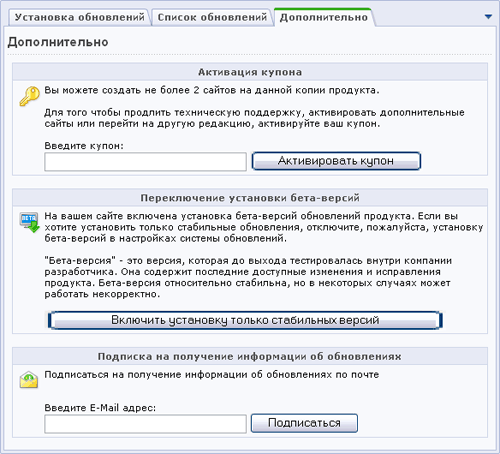 Установка обновлений Список обновлений Дополнительно
Дополнительно
Активация купона
Вы можете создать не более 2 сайтов на данной копии продукта.
Для того чтобы продлить техническую поддержку, активировать дополнительные
сайты или перейти на другую редакцию, активируйте ваш купон.
Введите купон:
Активировать купон
Переключение установки бета-версий
BETA
На вашем сайте включена установка бета-версий обновлений продукта. Если вы
хотите установить только стабильные обновления, отключите, пожалуйста, установку
бета-версий в настройках системы обновлений.
"Бета-версия" - это версия, которая до выхода тестировалась внутри компании
разработчика. Она содержит последние доступные изменения и исправления
продукта. Бета-версия относительно стабильна, но в некоторых случаях может
работать некорректно.
Включить установку только стабильных версий
Подписка на получение информации об обновлениях
Подписаться на получение информации об обновлениях по почте
Введите E-Mail адрес:
Подписаться